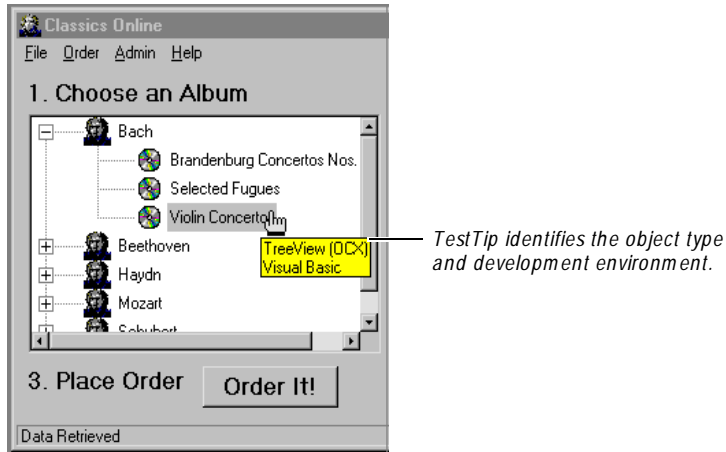 Classics Online
File Order Admin Help
1. Choose an Album
Bach
Brandenburg Concertos Nos.
Selected Fugues
Violin Concerto
Beethoven
TreeView (OCX)
Visual Basic
TestTip identifies the object type
and development environment.
Haydn
Mozart
Schubert
3. Place Order Order It!
Data Retrieved